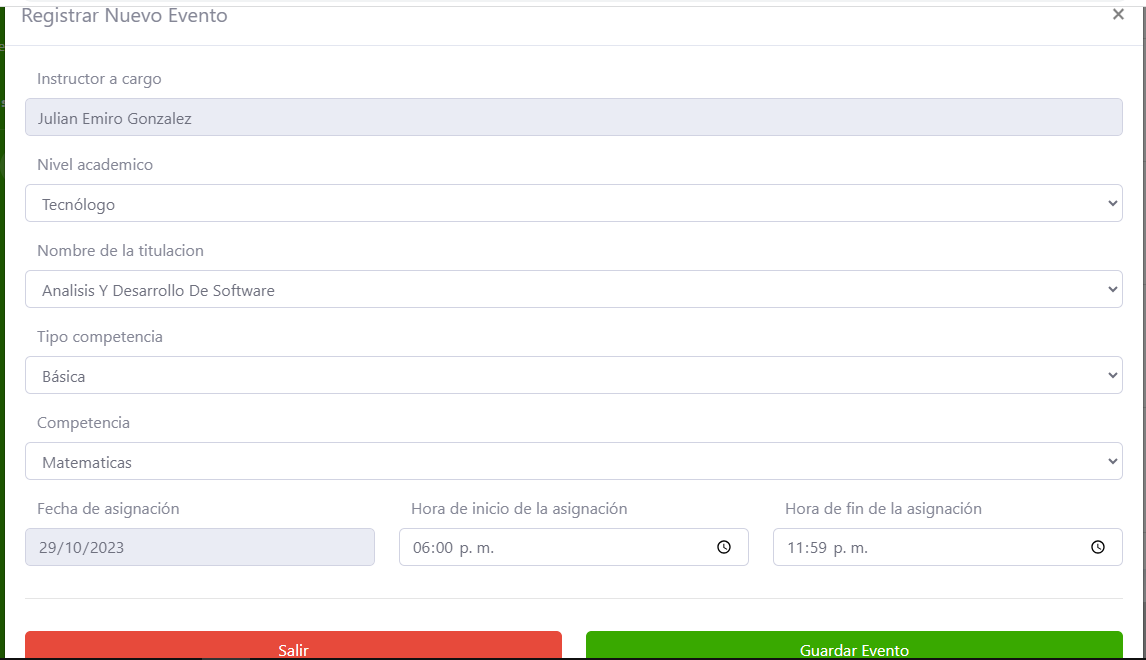 Registrar Nuevo Evento ×
Instructor a cargo
Julian Emiro Gonzalez
Nivel academico
Tecnólogo
Nombre de la titulacion
Analisis Y Desarrollo De Software
Tipo competencia
Básica
Competencia
Matematicas
Fecha de asignación Hora de inicio de la asignación Hora de fin de la asignación
29/10/2023 06:00 p. m. 11:59 p. m.
Salir Guardar Evento